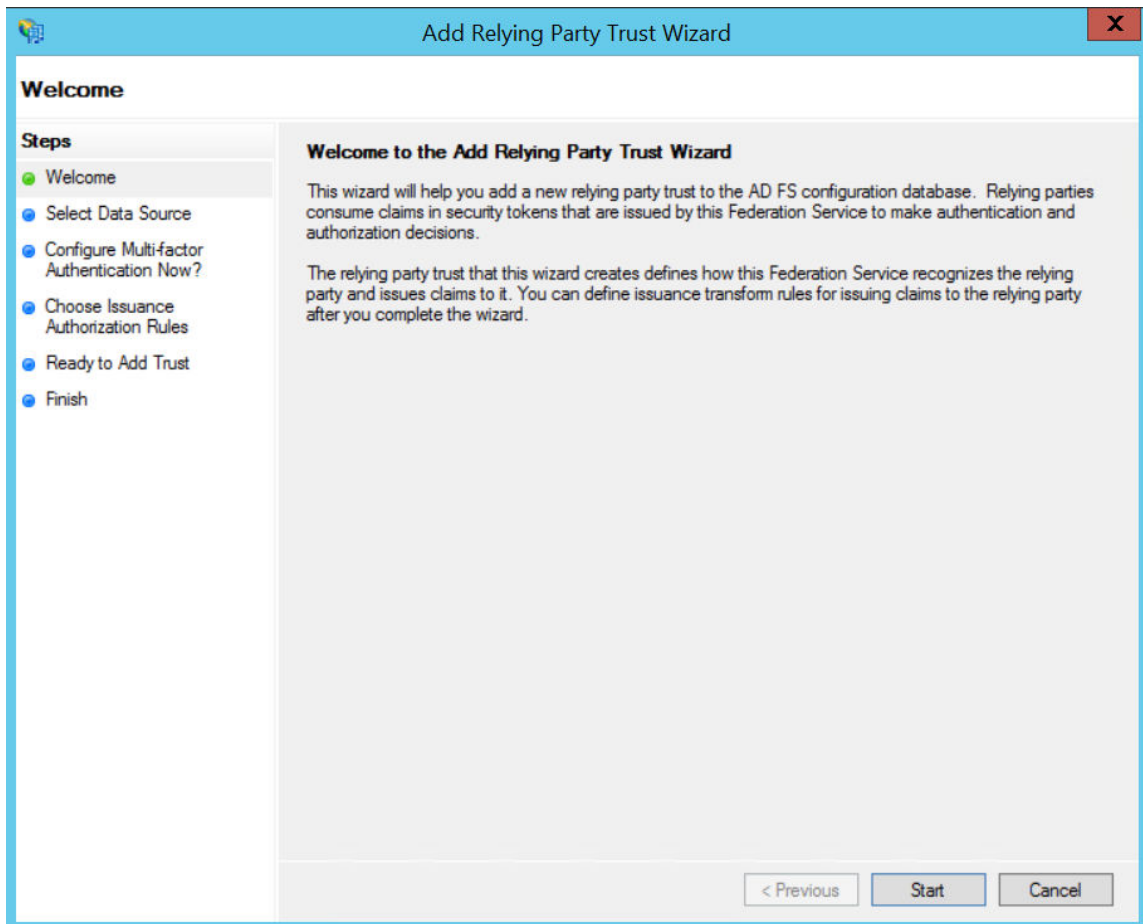 Add Relying Party Trust Wizard
X
Welcome
Steps
Welcome
Select Data Source
Configure Multi-factor
Authentication Now?
Choose Issuance
Authorization Rules
Ready to Add Trust
Finish
Welcome to the Add Relying Party Trust Wizard
This wizard will help you add a new relying party trust to the AD FS configuration database.  Relying parties
consume claims in security tokens that are issued by this Federation Service to make authentication and
authorization decisions.
The relying party trust that this wizard creates defines how this Federation Service recognizes the relying
party and issues claims to it. You can define issuance transform rules for issuing claims to the relying party
after you complete the wizard.
< Previous
Start
Cancel